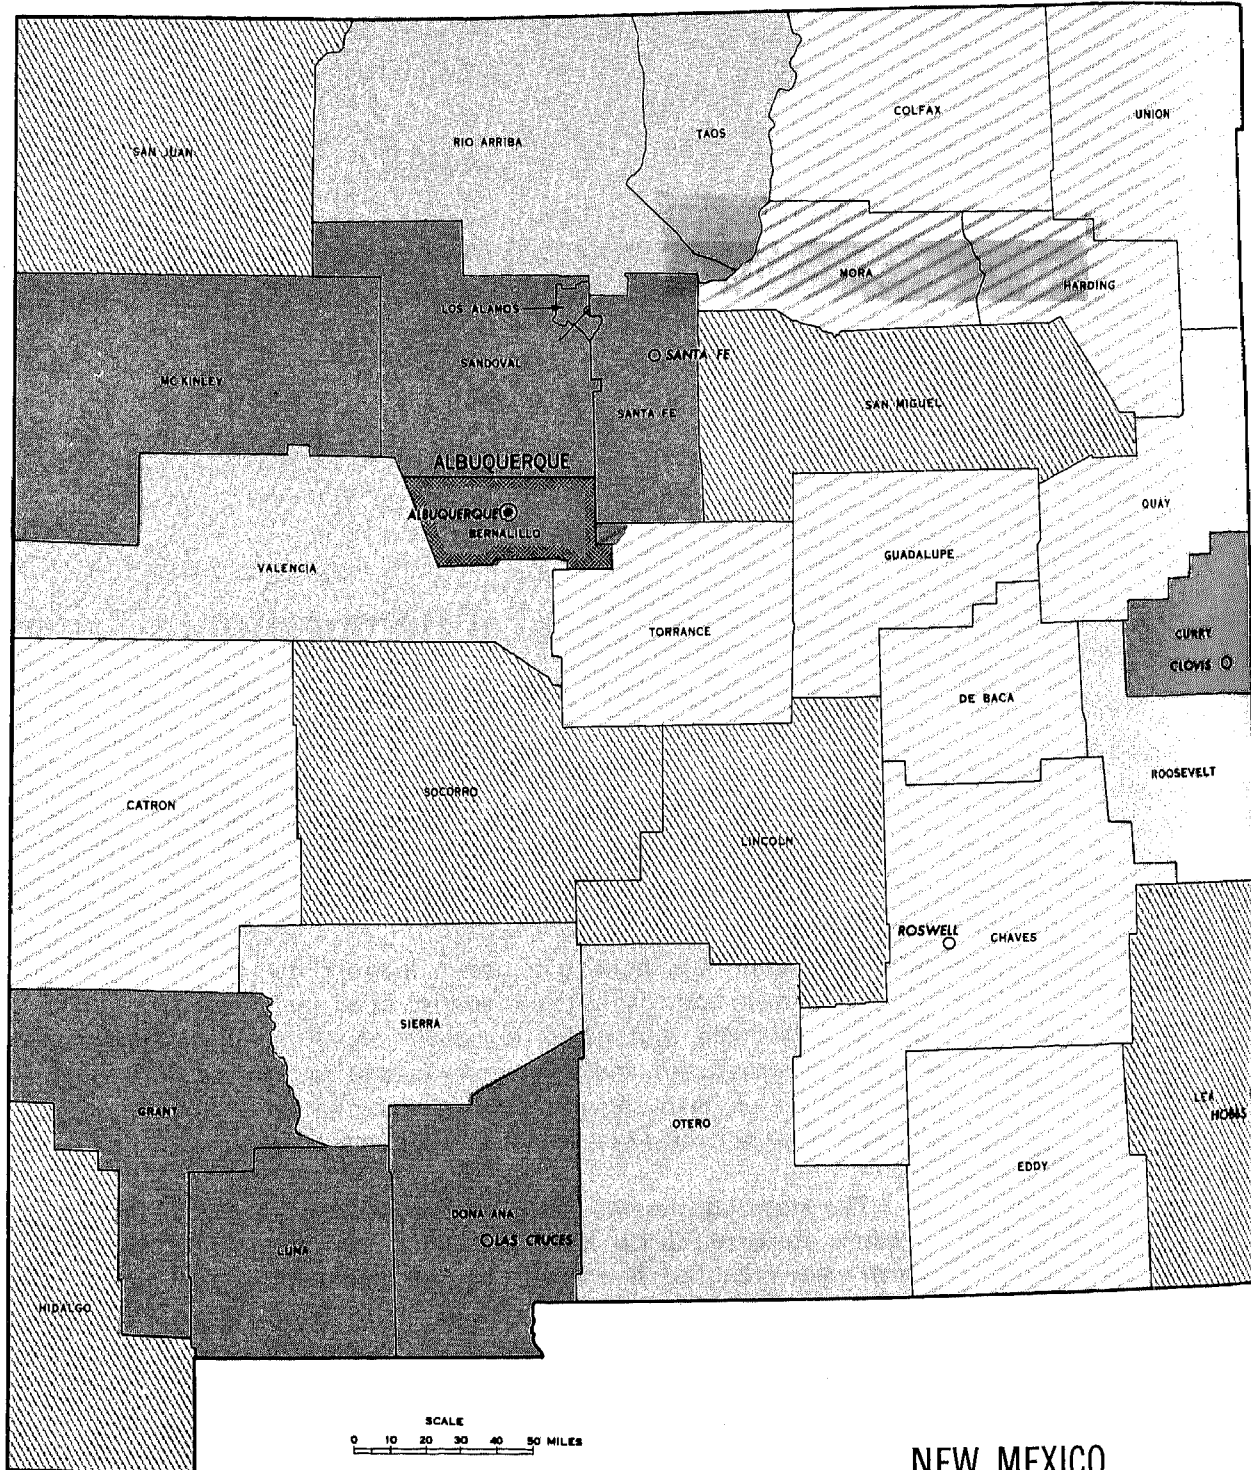 COLFAX
UNION
TAOS
RIO ARRIBA
SAN JUAN
MORA
HARDING
LOS ALAMOS
SANTA FE
SANDOVAL
MC KINLEY
SAN MIGUEL
SANTA FE
ALBUQUERQUE
QUAY
ALBUQUERQUE
BERNALILLO
GUADALUPE
VALENCIA
TORRANCE
CURRY
CLOVIS
DE BACA
ROOSEVELT
SOCORRO
CATRON
LINCOLN
ROSWELL
CHAVES
SIERRA
LEA
HOBBS
GRANT
OTERO
EDDY
DONA ANA
LAS CRUCES
LUNA
HIDALGO
SCALE
0 10 20 30 40 50 MILES
NEW MEXICO